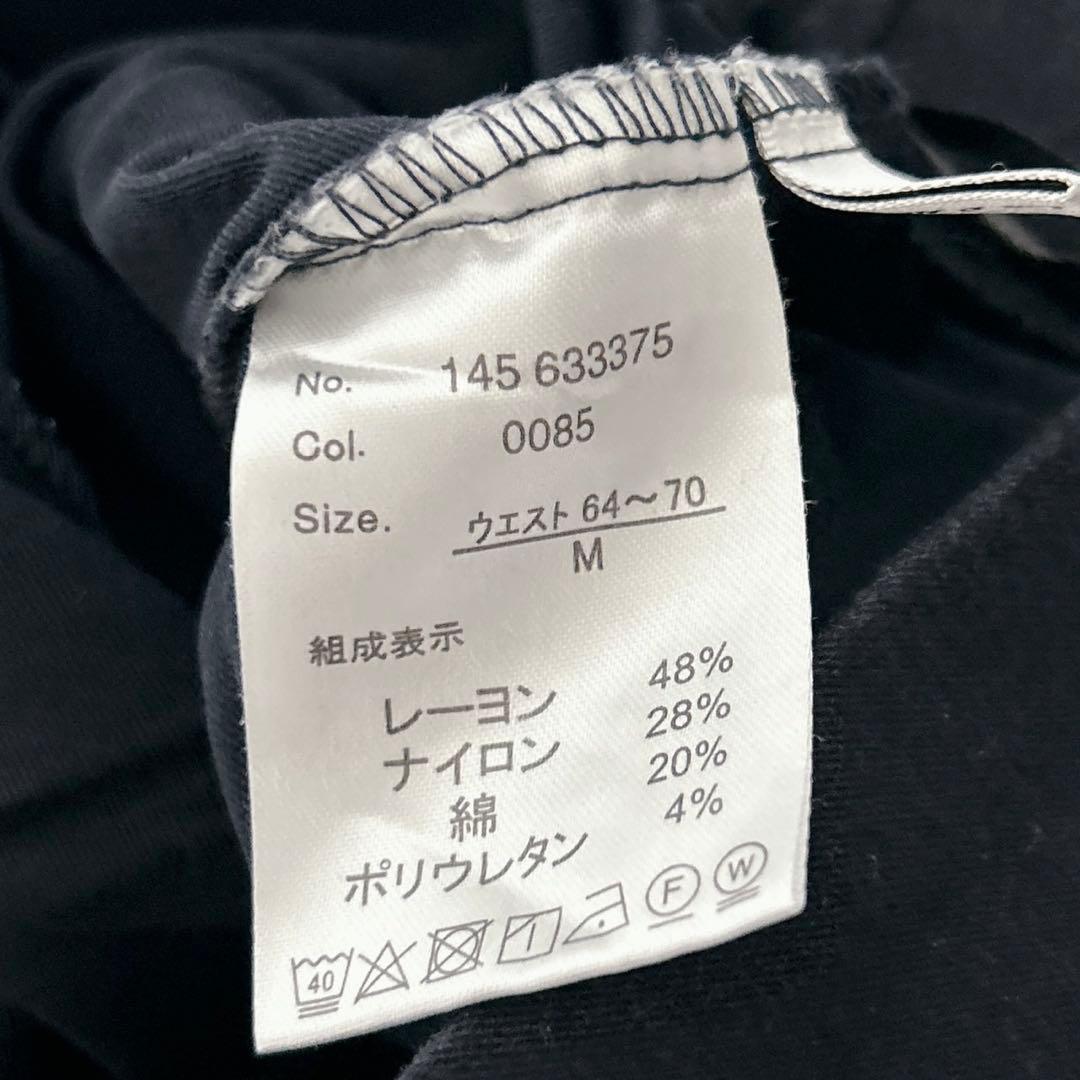 No. 145 633375
Col. 0085
Size. ウエスト 64～70
M
組成表示
レーヨン 48%
ナイロン 28%
綿 20%
ポリウレタン 4%
40 F W